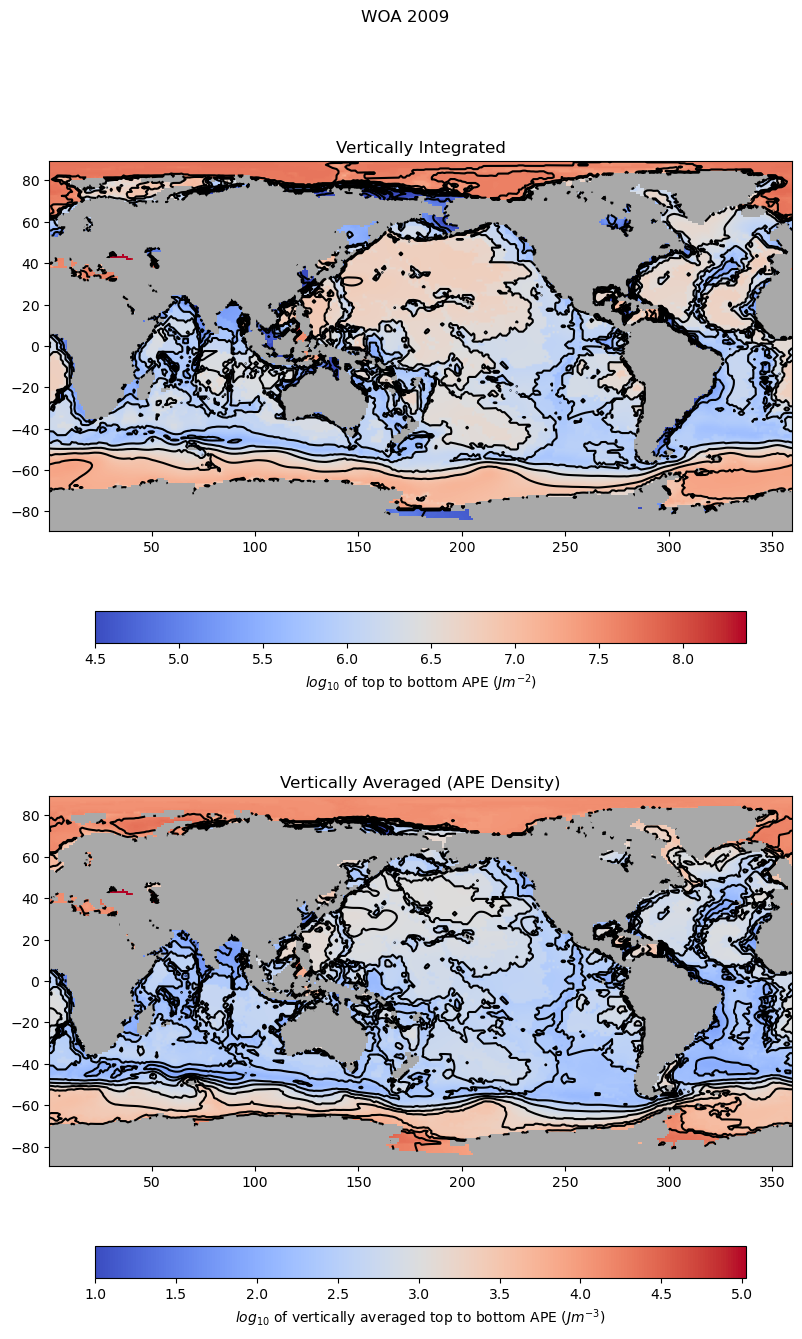 WOA 2009
Vertically Integrated
80
60
40
20
0
−20
−40
−60
−80
50 100 150 200 250 300 350
4.5 5.0 5.5 6.0 6.5 7.0 7.5 8.0
log₁₀ of top to bottom APE (Jm⁻²)
Vertically Averaged (APE Density)
80
60
40
20
0
−20
−40
−60
−80
50 100 150 200 250 300 350
1.0 1.5 2.0 2.5 3.0 3.5 4.0 4.5 5.0
log₁₀ of vertically averaged top to bottom APE (Jm⁻³)